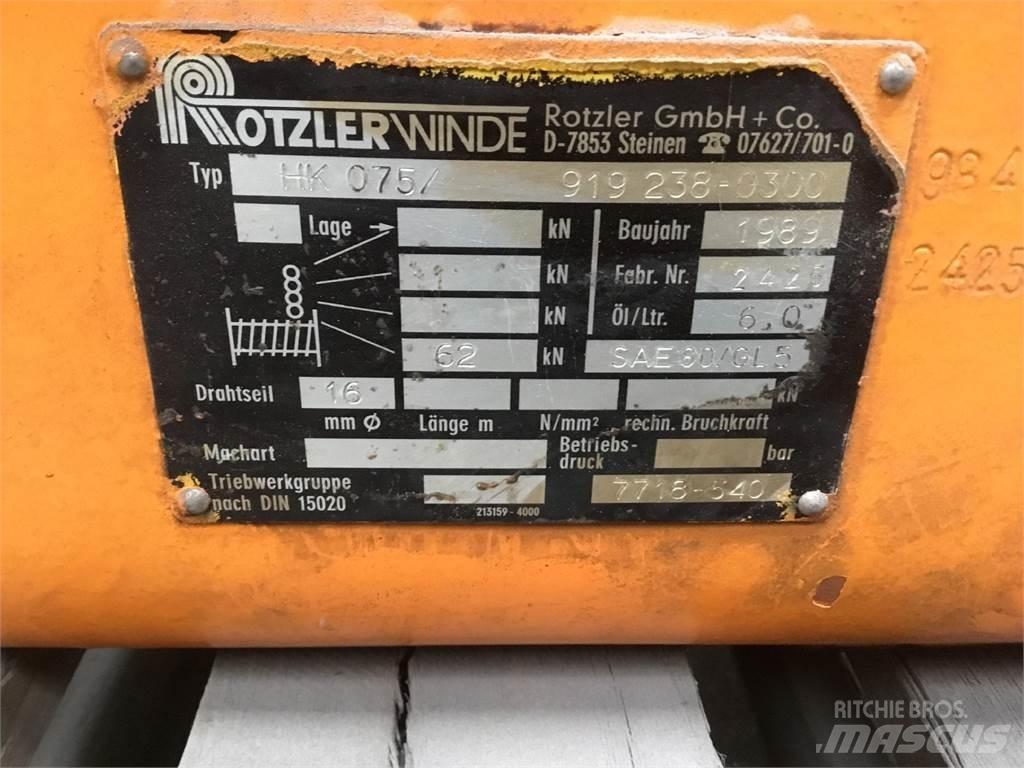 ROTZLER WINDE
Rotzler GmbH + Co.
D-7853 Steinen ☎ 07627/701-0
Typ HK 075/ 919 238-0300
Lage → kN Baujahr 1989
kN Fabr. Nr. 2425
kN Öl/Ltr. 6,0
62 kN SAE 80/GL 5
Drahtseil 16 kN
mm Ø Länge m N/mm² rechn. Bruchkraft
Machart Betriebs-
druck bar
Triebwerkgruppe
nach DIN 15020 7718-540
213159-4000
984
2425
RITCHIE BROS.
MASCUS